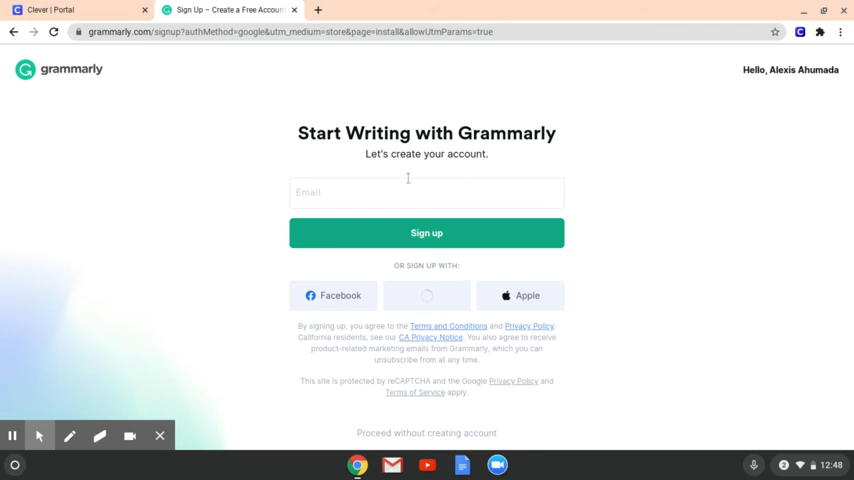 Clever | Portal
Sign Up – Create a Free Account
grammarly.com/signup?authMethod=google&utm_medium=store&page=install&allowUtmParams=true
grammarly
Hello, Alexis Ahumada
Start Writing with Grammarly
Let's create your account.
Email
Sign up
OR SIGN UP WITH:
Facebook
Apple
By signing up, you agree to the Terms and Conditions and Privacy Policy.
California residents, see our CA Privacy Notice. You also agree to receive
product-related marketing emails from Grammarly, which you can
unsubscribe from at any time.
This site is protected by reCAPTCHA and the Google Privacy Policy and
Terms of Service apply.
Proceed without creating account
2
12:48